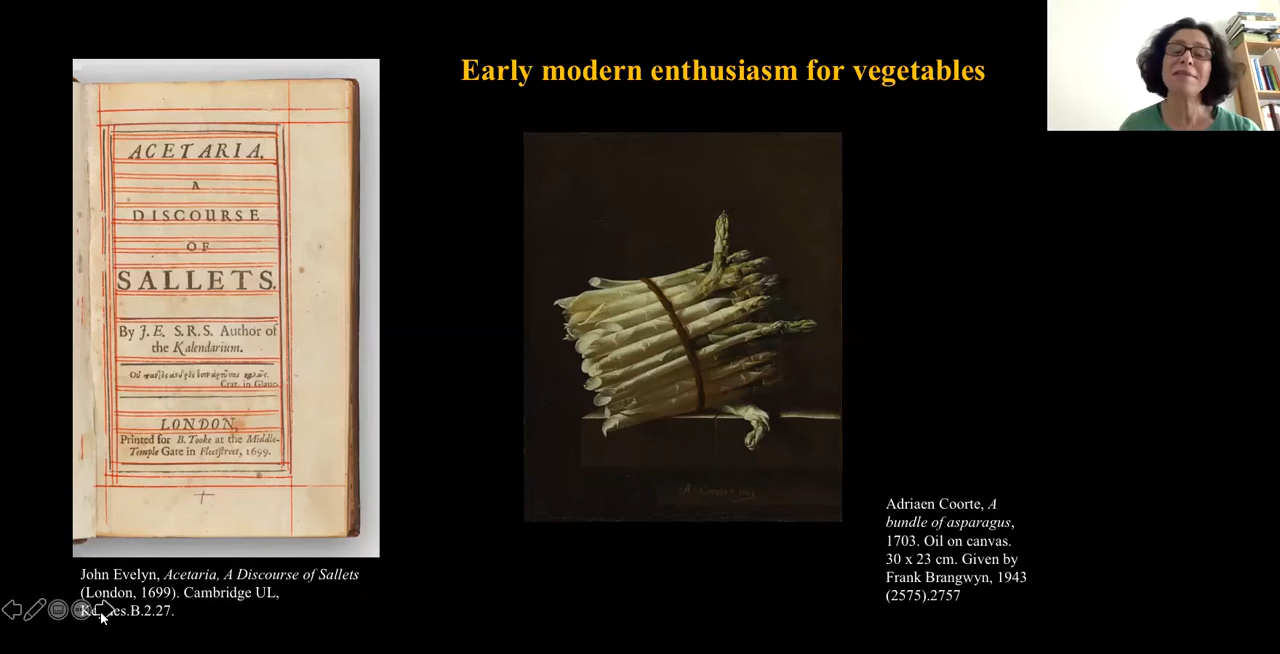 Early modern enthusiasm for vegetables
ACETARIA.
A
DISCOURSE
OF
SALLETS.
By J. E. S.R.S. Author of
the Kalendarium.
Crat. in Glauc.
LONDON,
Printed for B. Tooke at the Middle-
Temple Gate in Fleetstreet, 1699.
John Evelyn, Acetaria, A Discourse of Sallets
(London, 1699). Cambridge UL,
B.2.27.
Adriaen Coorte, A
bundle of asparagus,
1703. Oil on canvas.
30 x 23 cm. Given by
Frank Brangwyn, 1943
(2575).2757